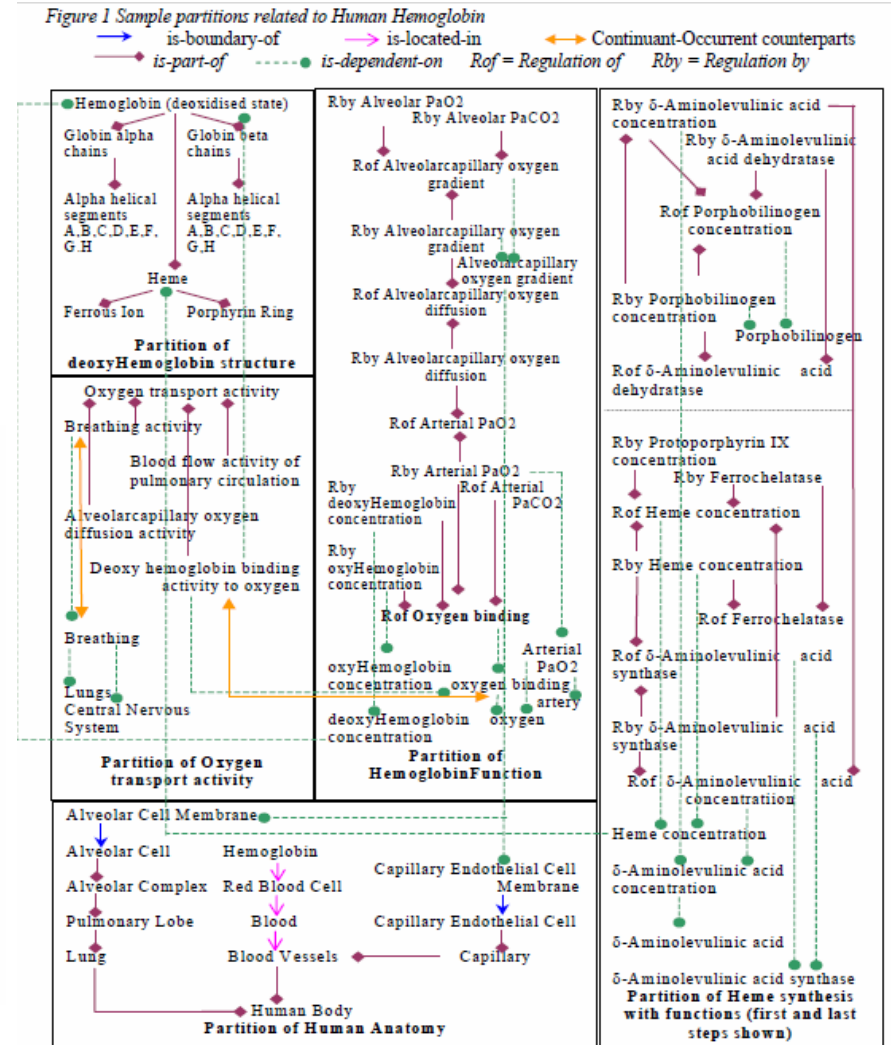 Figure 1 Sample partitions related to Human Hemoglobin
is-boundary-of is-located-in Continuant-Occurrent counterparts
is-part-of is-dependent-on Rof = Regulation of Rby = Regulation by
Hemoglobin (deoxidised state)
Globin alpha
chains
Globin beta
chains
Alpha helical
segments
A,B,C,D,E,F,
G.H
Alpha helical
segments
A,B,C,D,E,F,
G,H
Heme
Ferrous Ion
Porphyrin Ring
Partition of
deoxyHemoglobin structure
Oxygen transport activity
Breathing activity
Blood flow activity of
pulmonary circulation
Alveolarcapillary oxygen
diffusion activity
Deoxy hemoglobin binding
activity to oxygen
Breathing
Lungs
Central Nervous
System
Partition of Oxygen
transport activity
Rby Alveolar PaO2
Rby Alveolar PaCO2
Rof Alveolarcapillary oxygen
gradient
Rby Alveolarcapillary oxygen
gradient
Alveolarcapillary
oxygen gradient
Rof Alveolarcapillary oxygen
diffusion
Rby Alveolarcapillary oxygen
diffusion
Rof Arterial PaO2
Rby Arterial PaO2
Rby
deoxyHemoglobin
concentration
Rof Arterial
PaCO2
Rby
oxyHemoglobin
concentration
Rof Oxygen binding
Arterial
PaO2
oxyHemoglobin
concentration
oxygen binding
artery
deoxyHemoglobin
concentration
oxygen
Partition of
HemoglobinFunction
Rby δ-Aminolevulinic acid
concentration
Rby δ-Aminolevulinic
acid dehydratase
Rof Porphobilinogen
concentration
Rby Porphobilinogen
concentration
Porphobilinogen
Rof δ-Aminolevulinic acid
dehydratase
Rby Protoporphyrin IX
concentration
Rby Ferrochelatase
Rof Heme concentration
Rby Heme concentration
Rof Ferrochelatase
Rof δ-Aminolevulinic acid
synthase
Rby δ-Aminolevulinic acid
synthase
Rof δ-Aminolevulinic acid
concentratiion
Heme concentration
δ-Aminolevulinic acid
concentration
δ-Aminolevulinic acid
δ-Aminolevulinic acid synthase
Partition of Heme synthesis
with functions (first and last
steps shown)
Alveolar Cell Membrane
Alveolar Cell
Alveolar Complex
Pulmonary Lobe
Lung
Hemoglobin
Red Blood Cell
Blood
Blood Vessels
Capillary Endothelial Cell
Membrane
Capillary Endothelial Cell
Capillary
Human Body
Partition of Human Anatomy